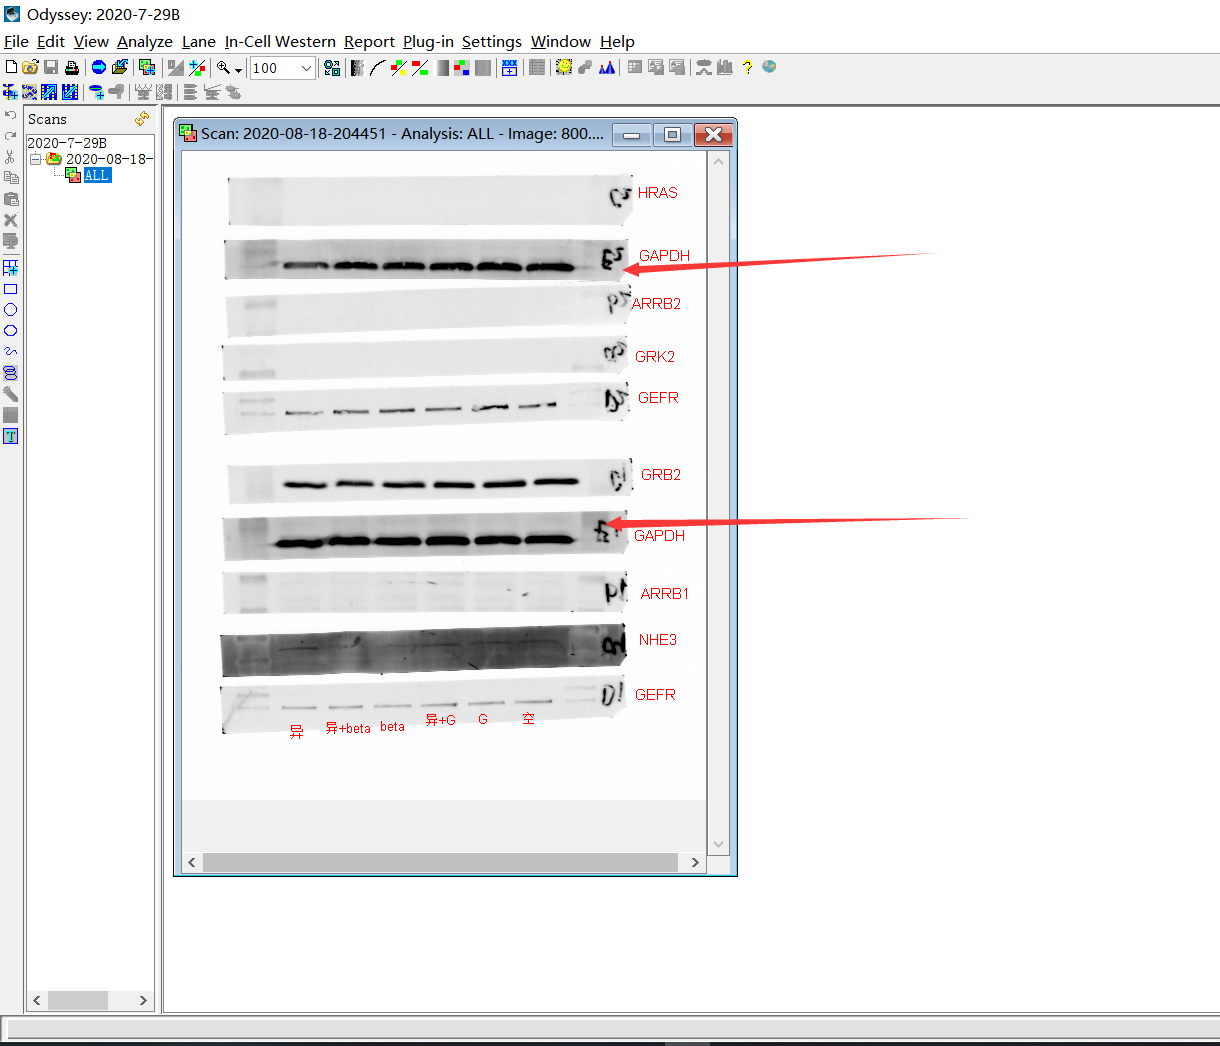 Odyssey: 2020-7-29B
File Edit View Analyze Lane In-Cell Western Report Plug-in Settings Window Help
100
Scans
2020-7-29B
2020-08-18-
ALL
Scan: 2020-08-18-204451 - Analysis: ALL - Image: 800....
HRAS
GAPDH
ARRB2
GRK2
GEFR
GRB2
GAPDH
ARRB1
NHE3
GEFR
D1
异 异+beta beta 异+G G 空